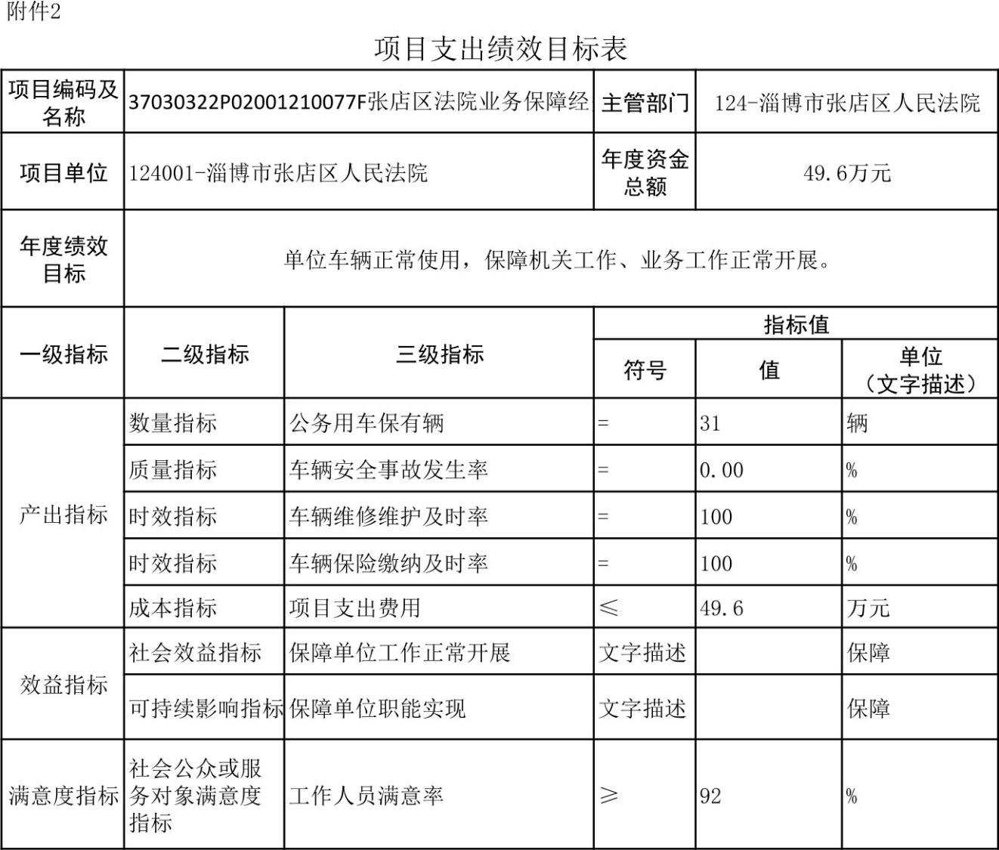 附件2
项目支出绩效目标表
项目编码及
名称
37030322P02001210077F张店区法院业务保障经
主管部门
124-淄博市张店区人民法院
项目单位
124001-淄博市张店区人民法院
年度资金
总额
49.6万元
年度绩效
目标
单位车辆正常使用，保障机关工作、业务工作正常开展。
一级指标
二级指标
三级指标
指标值
符号
值
单位
（文字描述）
产出指标
数量指标
公务用车保有辆
=
31
辆
质量指标
车辆安全事故发生率
=
0.00
%
时效指标
车辆维修维护及时率
=
100
%
时效指标
车辆保险缴纳及时率
=
100
%
成本指标
项目支出费用
≤
49.6
万元
效益指标
社会效益指标
保障单位工作正常开展
文字描述
保障
可持续影响指标
保障单位职能实现
文字描述
保障
满意度指标
社会公众或服
务对象满意度
指标
工作人员满意率
≥
92
%